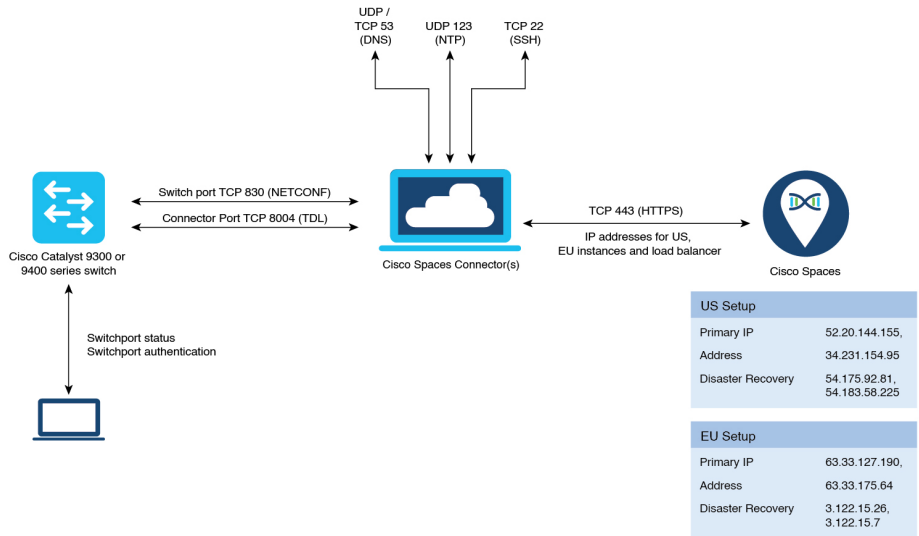 UDP /
TCP 53
(DNS)
UDP 123
(NTP)
TCP 22
(SSH)
Switch port TCP 830 (NETCONF)
Connector Port TCP 8004 (TDL)
TCP 443 (HTTPS)
IP addresses for US,
EU instances and load balancer
Cisco Catalyst 9300 or
9400 series switch
Cisco Spaces Connector(s)
Cisco Spaces
Switchport status
Switchport authentication
US Setup
Primary IP 52.20.144.155,
Address 34.231.154.95
Disaster Recovery 54.175.92.81,
54.183.58.225
EU Setup
Primary IP 63.33.127.190,
Address 63.33.175.64
Disaster Recovery 3.122.15.26,
3.122.15.7